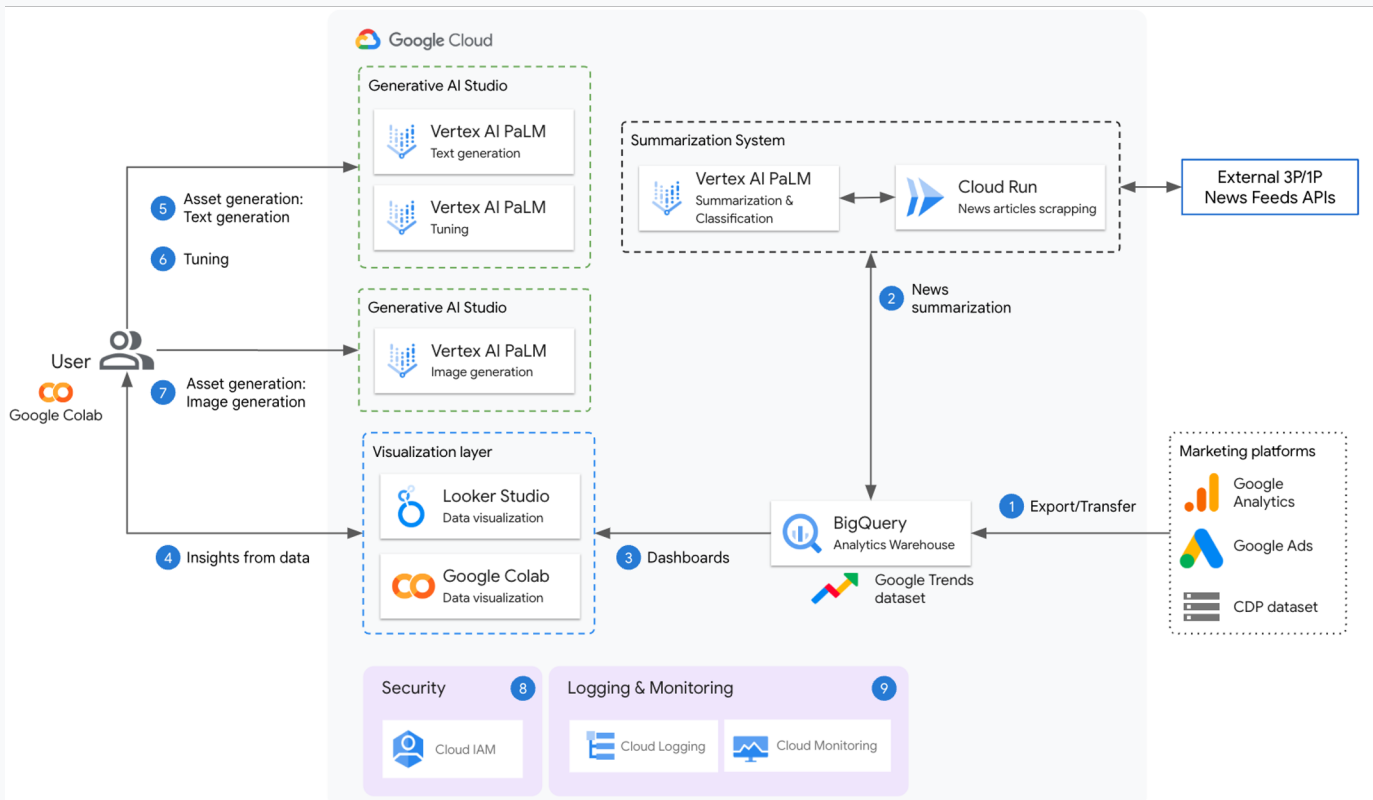 Google Cloud
Generative AI Studio
Vertex AI PaLM
Text generation
Vertex AI PaLM
Tuning
5
Asset generation:
Text generation
6
Tuning
Generative AI Studio
Vertex AI PaLM
Image generation
User
Google Colab
7
Asset generation:
Image generation
Summarization System
Vertex AI PaLM
Summarization &
Classification
Cloud Run
News articles scrapping
External 3P/1P
News Feeds APIs
2
News
summarization
Visualization layer
Looker Studio
Data visualization
Google Colab
Data visualization
4
Insights from data
3
Dashboards
BigQuery
Analytics Warehouse
Google Trends
dataset
1
Export/Transfer
Marketing platforms
Google
Analytics
Google Ads
CDP dataset
Security
8
Cloud IAM
Logging & Monitoring
9
Cloud Logging
Cloud Monitoring